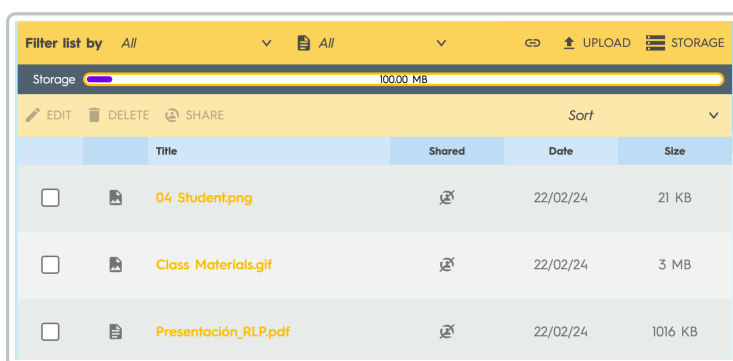 Filter list by All All UPLOAD STORAGE
Storage 100.00 MB
EDIT DELETE SHARE Sort
Title Shared Date Size
04 Student.png 22/02/24 21 KB
Class Materials.gif 22/02/24 3 MB
Presentación_RLP.pdf 22/02/24 1016 KB